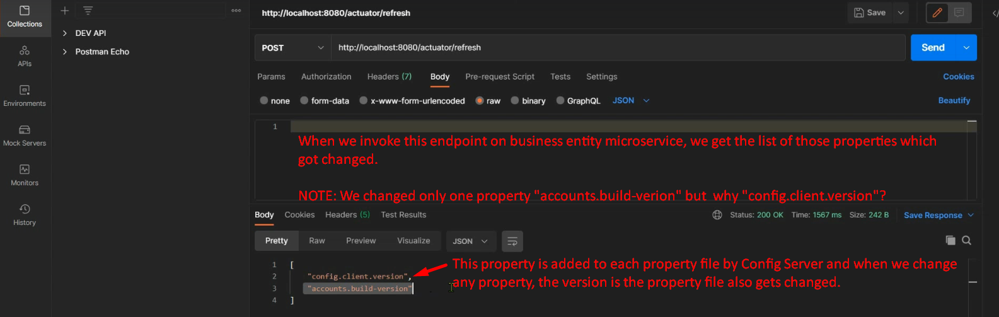 Collections
APIs
Environments
Mock Servers
Monitors
History
DEV API
Postman Echo
http://localhost:8080/actuator/refresh
Save
POST
http://localhost:8080/actuator/refresh
Send
Params Authorization Headers (7) Body Pre-request Script Tests Settings Cookies
none form-data x-www-form-urlencoded raw binary GraphQL JSON Beautify
1
When we invoke this endpoint on business entity microservice, we get the list of those properties which
got changed.
NOTE: We changed only one property "accounts.build-verion" but why "config.client.version"?
Body Cookies Headers (5) Test Results Status: 200 OK Time: 1567 ms Size: 242 B Save Response
Pretty Raw Preview Visualize JSON
1 [
2 "config.client.version",
3 "accounts.build-version"
4 ]
This property is added to each property file by Config Server and when we change
any property, the version is the property file also gets changed.